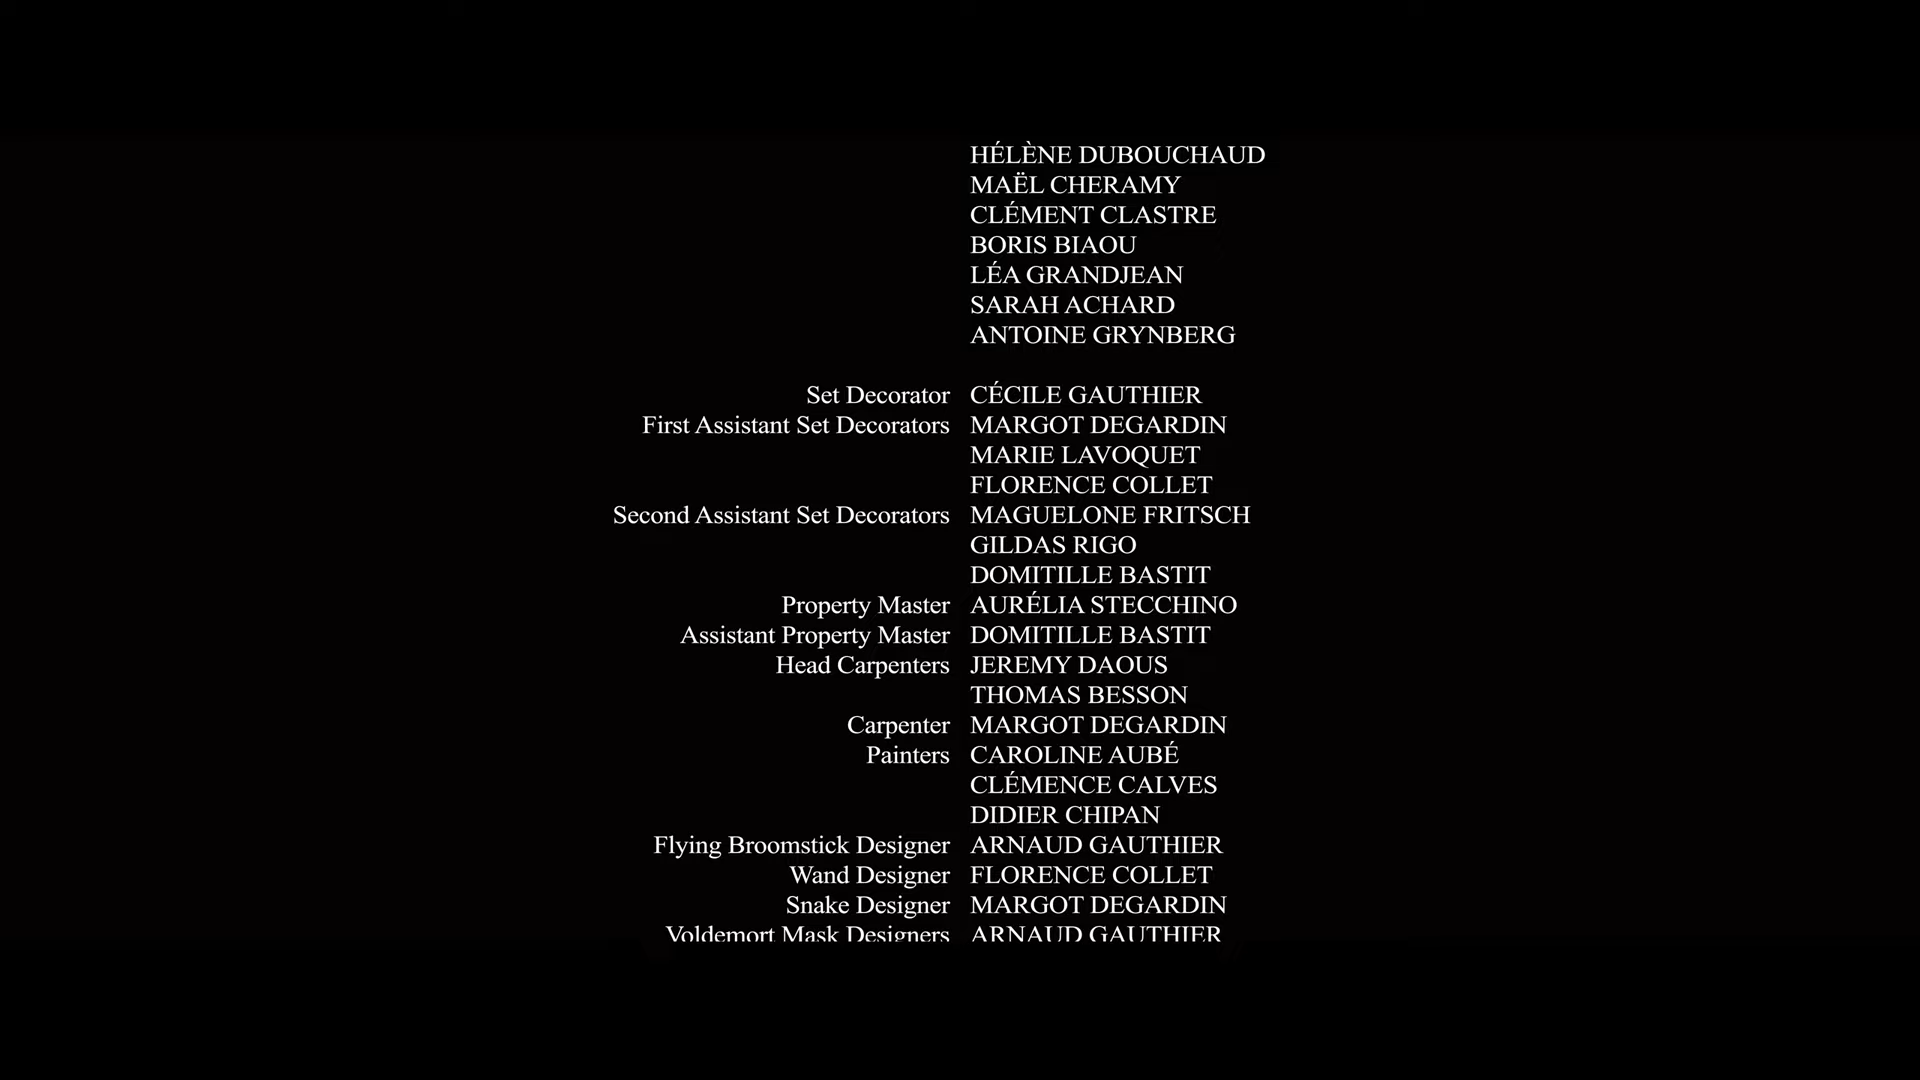 HÉLÈNE DUBOUCHAUD
MAËL CHERAMY
CLÉMENT CLASTRE
BORIS BIAOU
LÉA GRANDJEAN
SARAH ACHARD
ANTOINE GRYNBERG
Set Decorator CÉCILE GAUTHIER
First Assistant Set Decorators MARGOT DEGARDIN
MARIE LAVOQUET
FLORENCE COLLET
Second Assistant Set Decorators MAGUELONE FRITSCH
GILDAS RIGO
DOMITILLE BASTIT
Property Master AURÉLIA STECCHINO
Assistant Property Master DOMITILLE BASTIT
Head Carpenters JEREMY DAOUS
THOMAS BESSON
Carpenter MARGOT DEGARDIN
Painters CAROLINE AUBÉ
CLÉMENCE CALVES
DIDIER CHIPAN
Flying Broomstick Designer ARNAUD GAUTHIER
Wand Designer FLORENCE COLLET
Snake Designer MARGOT DEGARDIN
Voldemort Mask Designers ARNAUD GAUTHIER